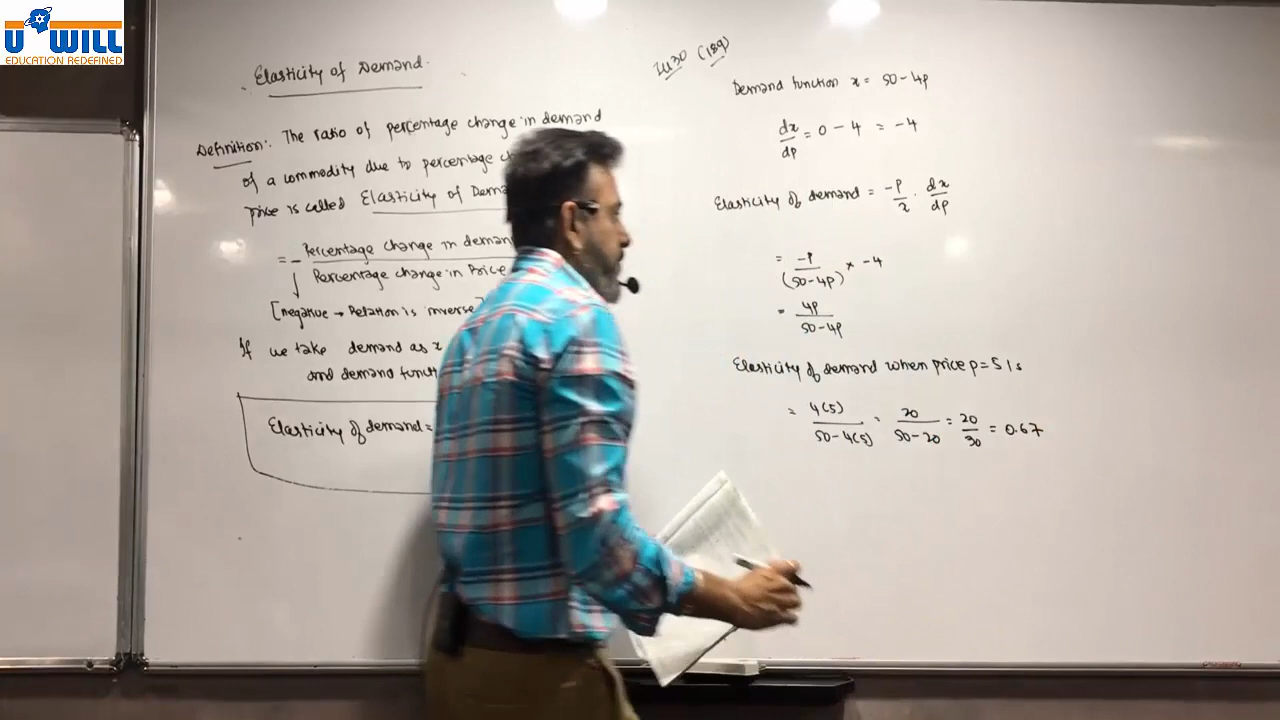 U WILL
EDUCATION REDEFINED
Elasticity of Demand.
Definition:- The ratio of percentage change in demand
of a commodity due to percentage
price is called Elasticity of Dema
= - Percentage change in deman
Percentage change in Price
[negative → Relation is inverse]
If we take demand as x
and demand funct
Elasticity of demand =
(189)
Demand function x = 50 - 4p
dx/dp = 0 - 4 = -4
Elasticity of demand = -p/x . dx/dp
= -p/(50-4p) × -4
= 4p/50-4p
Elasticity of demand when price p=5 is
= 4(5)/50-4(5) = 20/50-20 = 20/30 = 0.67